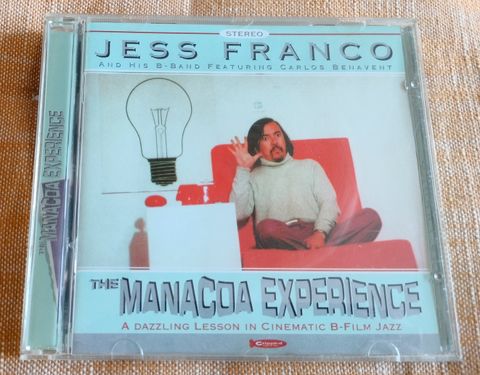 STEREO
JESS FRANCO
AND HIS B-BAND FEATURING CARLOS BENAVENT
THE MANACOA EXPERIENCE
A DAZZLING LESSON IN CINEMATIC B-FILM JAZZ
THE MANACOA EXPERIENCE